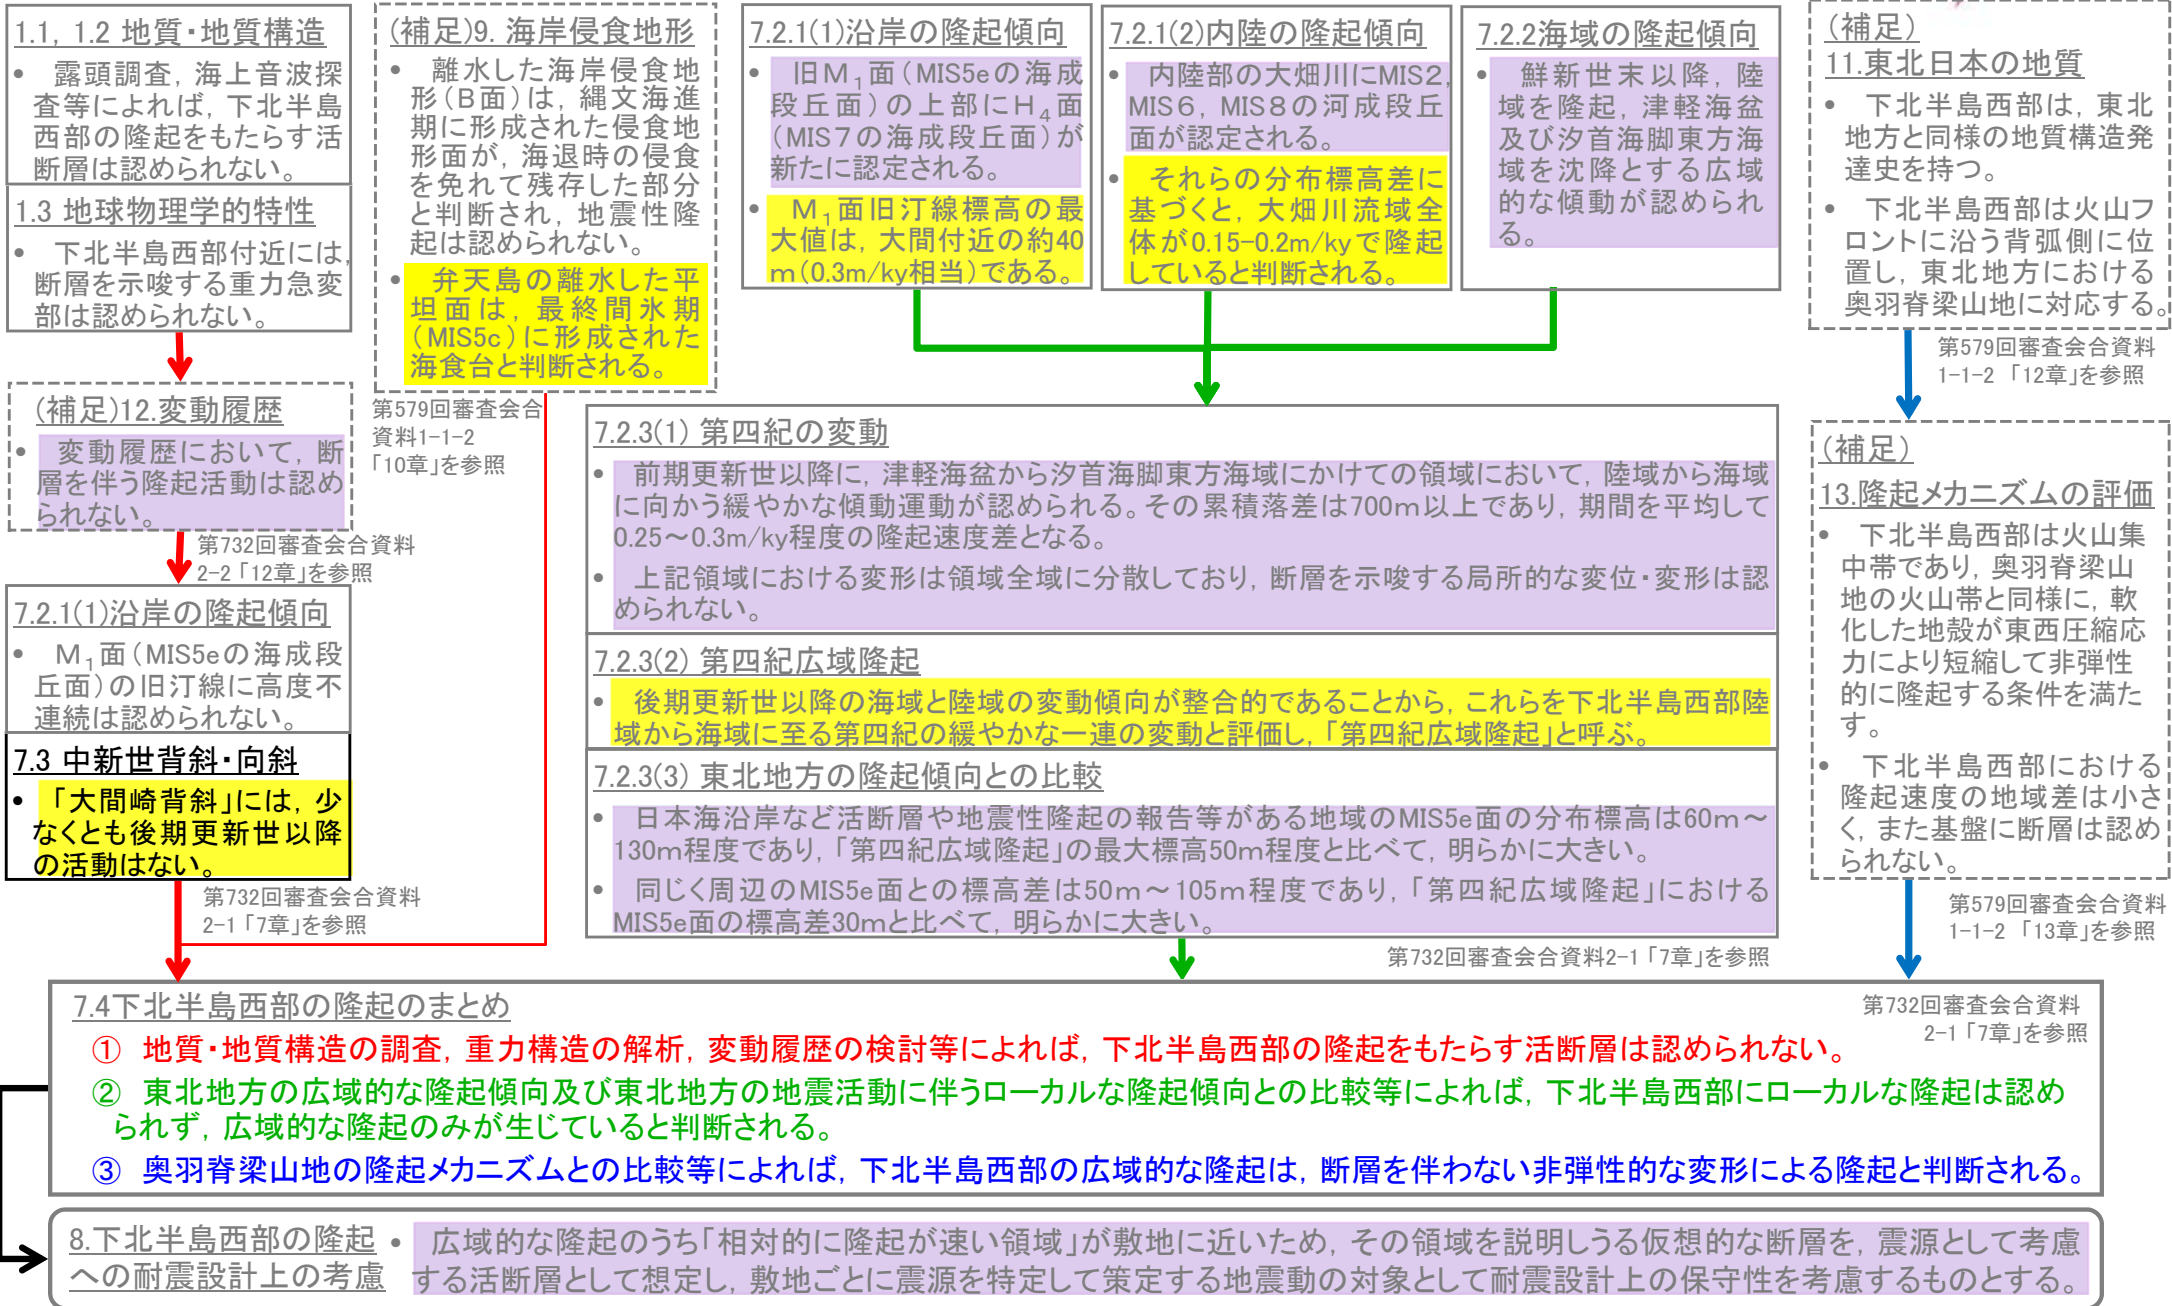 1.1, 1.2 地質・地質構造
• 露頭調査, 海上音波探
査等によれば, 下北半島
西部の隆起をもたらす活
断層は認められない。
1.3 地球物理学的特性
• 下北半島西部付近には,
断層を示唆する重力急変
部は認められない。
(補足)12.変動履歴
• 変動履歴において, 断
層を伴う隆起活動は認め
られない。
第732回審査会合資料
2-2「12章」を参照
7.2.1(1)沿岸の隆起傾向
• M₁面(MIS5eの海成段
丘面)の旧汀線に高度不
連続は認められない。
7.3 中新世背斜・向斜
• 「大間崎背斜」には, 少
なくとも後期更新世以降
の活動はない。
第732回審査会合資料
2-1「7章」を参照
(補足)9. 海岸侵食地形
• 離水した海岸侵食地
形(B面)は, 縄文海進
期に形成された侵食地
形面が, 海退時の侵食
を免れて残存した部分
と判断され, 地震性隆
起は認められない。
• 弁天島の離水した平
坦面は, 最終間氷期
(MIS5c)に形成された
海食台と判断される。
第579回審査会合
資料1-1-2
「10章」を参照
7.2.1(1)沿岸の隆起傾向
• 旧M₁面(MIS5eの海成
段丘面)の上部にH₄面
(MIS7の海成段丘面)が
新たに認定される。
• M₁面旧汀線標高の最
大値は, 大間付近の約40
m(0.3m/ky相当)である。
7.2.1(2)内陸の隆起傾向
• 内陸部の大畑川にMIS2,
MIS6, MIS8の河成段丘
面が認定される。
• それらの分布標高差に
基づくと, 大畑川流域全
体が0.15-0.2m/kyで隆起
していると判断される。
7.2.2海域の隆起傾向
• 鮮新世末以降, 陸
域を隆起, 津軽海盆
及び汐首海脚東方海
域を沈降とする広域
的な傾動が認められ
る。
7.2.3(1) 第四紀の変動
• 前期更新世以降に, 津軽海盆から汐首海脚東方海域にかけての領域において, 陸域から海域
に向かう緩やかな傾動運動が認められる。その累積落差は700m以上であり, 期間を平均して
0.25～0.3m/ky程度の隆起速度差となる。
• 上記領域における変形は領域全域に分散しており, 断層を示唆する局所的な変位・変形は認
められない。
7.2.3(2) 第四紀広域隆起
• 後期更新世以降の海域と陸域の変動傾向が整合的であることから, これらを下北半島西部陸
域から海域に至る第四紀の緩やかな一連の変動と評価し,「第四紀広域隆起」と呼ぶ。
7.2.3(3) 東北地方の隆起傾向との比較
• 日本海沿岸など活断層や地震性隆起の報告等がある地域のMIS5e面の分布標高は60m～
130m程度であり,「第四紀広域隆起」の最大標高50m程度と比べて, 明らかに大きい。
• 同じく周辺のMIS5e面との標高差は50m～105m程度であり,「第四紀広域隆起」における
MIS5e面の標高差30mと比べて, 明らかに大きい。
第732回審査会合資料2-1「7章」を参照
(補足)
11.東北日本の地質
• 下北半島西部は, 東北
地方と同様の地質構造発
達史を持つ。
• 下北半島西部は火山フ
ロントに沿う背弧側に位
置し, 東北地方における
奥羽脊梁山地に対応する。
第579回審査会合資料
1-1-2 「12章」を参照
(補足)
13.隆起メカニズムの評価
• 下北半島西部は火山集
中帯であり, 奥羽脊梁山
地の火山帯と同様に, 軟
化した地殻が東西圧縮応
力により短縮して非弾性
的に隆起する条件を満た
す。
• 下北半島西部における
隆起速度の地域差は小さ
く, また基盤に断層は認め
られない。
第579回審査会合資料
1-1-2 「13章」を参照
7.4下北半島西部の隆起のまとめ
第732回審査会合資料
2-1「7章」を参照
① 地質・地質構造の調査, 重力構造の解析, 変動履歴の検討等によれば, 下北半島西部の隆起をもたらす活断層は認められない。
② 東北地方の広域的な隆起傾向及び東北地方の地震活動に伴うローカルな隆起傾向との比較等によれば, 下北半島西部にローカルな隆起は認め
られず, 広域的な隆起のみが生じていると判断される。
③ 奥羽脊梁山地の隆起メカニズムとの比較等によれば, 下北半島西部の広域的な隆起は, 断層を伴わない非弾性的な変形による隆起と判断される。
8.下北半島西部の隆起
への耐震設計上の考慮
• 広域的な隆起のうち「相対的に隆起が速い領域」が敷地に近いため, その領域を説明しうる仮想的な断層を, 震源として考慮
する活断層として想定し, 敷地ごとに震源を特定して策定する地震動の対象として耐震設計上の保守性を考慮するものとする。